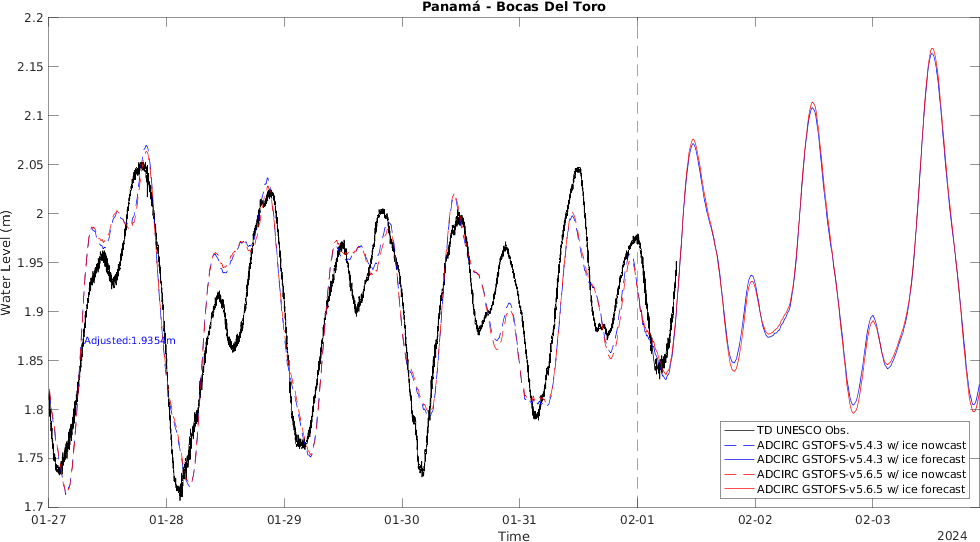 Panamá - Bocas Del Toro
Water Level (m)
2.2
2.15
2.1
2.05
2
1.95
1.9
1.85
1.8
1.75
1.7
Adjusted:1.9354m
TD UNESCO Obs.
ADCIRC GSTOFS-v5.4.3 w/ ice nowcast
ADCIRC GSTOFS-v5.4.3 w/ ice forecast
ADCIRC GSTOFS-v5.6.5 w/ ice nowcast
ADCIRC GSTOFS-v5.6.5 w/ ice forecast
01-27 01-28 01-29 01-30 01-31 02-01 02-02 02-03
Time
2024